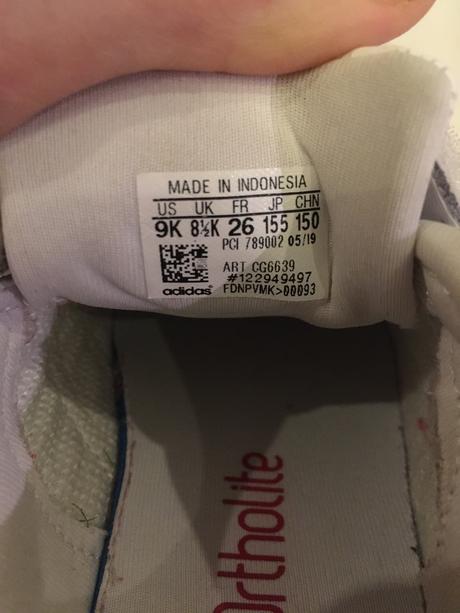 MADE IN INDONESIA
US UK FR JP CHN
9K 8½K 26 155 150
PCI 789002 05/19
ART CG6639
#122949497
adidas FDNPVMK>00093
ortholite